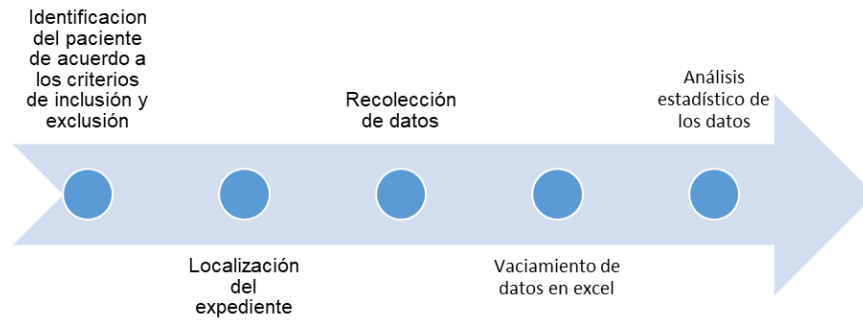 Identificacion
del paciente
de acuerdo a
los criterios
de inclusión y
exclusión
Localización
del
expediente
Recolección
de datos
Vaciamiento de
datos en excel
Análisis
estadístico de
los datos